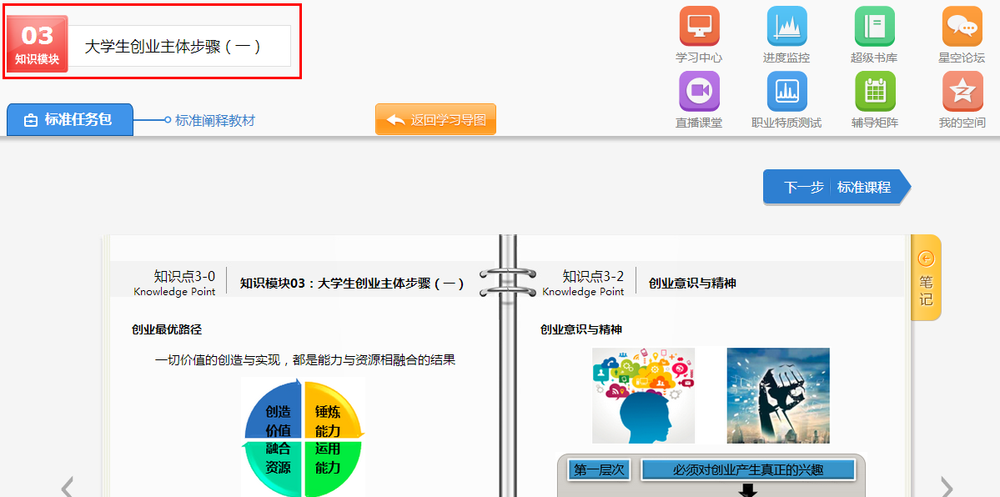 03
知识模块
大学生创业主体步骤（一）
学习中心
进度监控
超级书库
星空论坛
直播课堂
职业特质测试
辅导矩阵
我的空间
标准任务包
标准阐释教材
返回学习导图
下一步
标准课程
知识点3-0
Knowledge Point
知识模块03：大学生创业主体步骤（一）
创业最优路径
一切价值的创造与实现，都是能力与资源相融合的结果
创造
价值
锤炼
能力
融合
资源
运用
能力
知识点3-2
Knowledge Point
创业意识与精神
创业意识与精神
第一层次
必须对创业产生真正的兴趣
笔
记